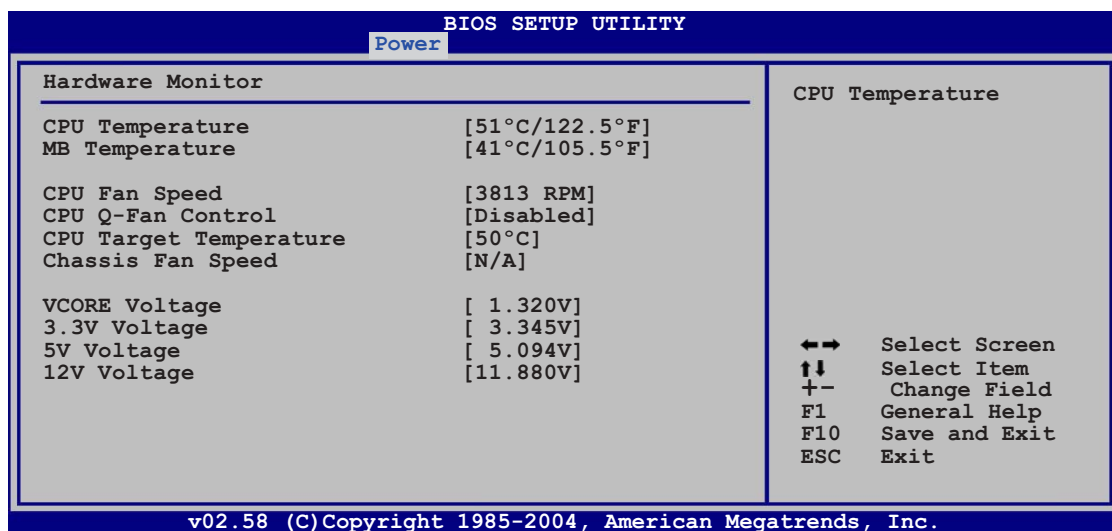 BIOS SETUP UTILITY
Power
Hardware Monitor
CPU Temperature [51°C/122.5°F]
MB Temperature [41°C/105.5°F]
CPU Fan Speed [3813 RPM]
CPU Q-Fan Control [Disabled]
CPU Target Temperature [50°C]
Chassis Fan Speed [N/A]
VCORE Voltage [ 1.320V]
3.3V Voltage [ 3.345V]
5V Voltage [ 5.094V]
12V Voltage [11.880V]
CPU Temperature
←→ Select Screen
↑↓ Select Item
+- Change Field
F1 General Help
F10 Save and Exit
ESC Exit
v02.58 (C)Copyright 1985-2004, American Megatrends, Inc.